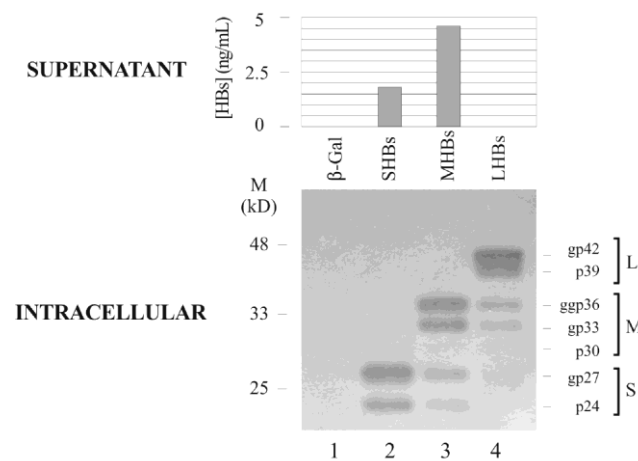 5
SUPERNATANT
[HBs] (ng/mL)
2.5
0
β-Gal
SHBs
MHBs
LHBs
M
(kD)
48
gp42
L
p39
INTRACELLULAR
33
ggp36
gp33
M
p30
25
gp27
S
p24
1 2 3 4